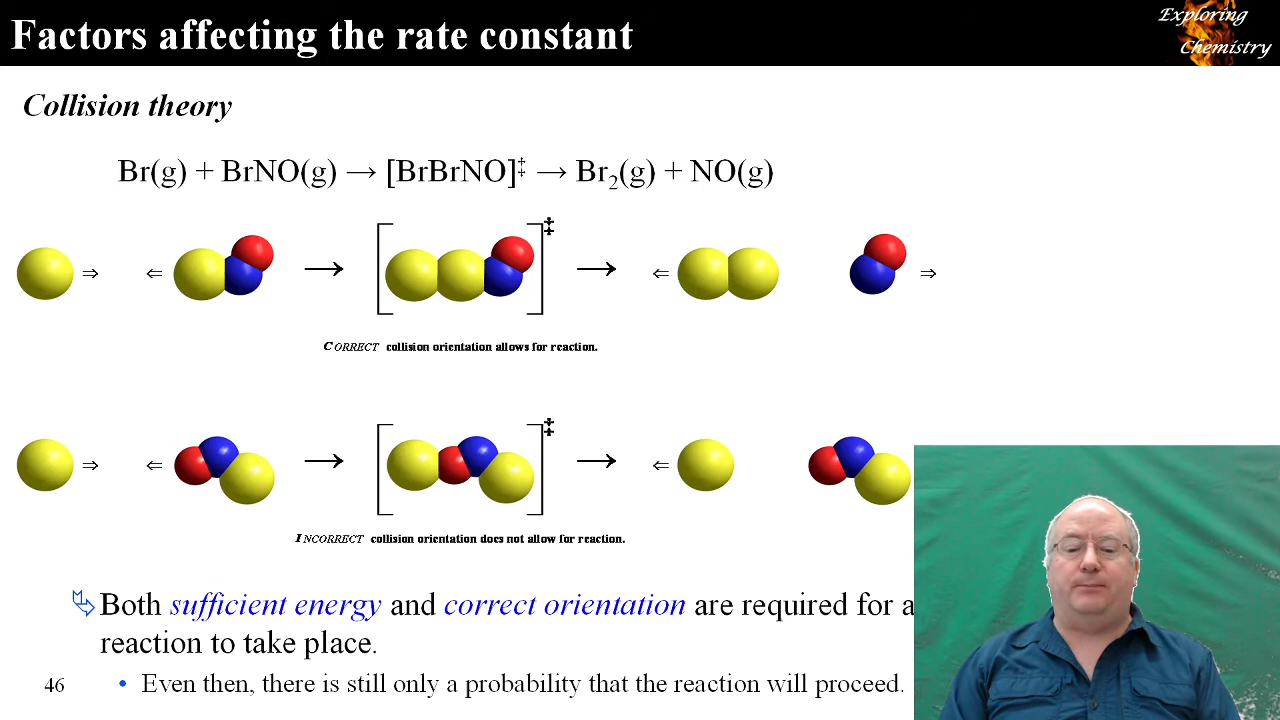 Factors affecting the rate constant
Exploring
Chemistry
Collision theory
Br(g) + BrNO(g) → [BrBrNO]‡ → Br₂(g) + NO(g)
⇒ ⇐ → ‡ → ⇐ ⇒
CORRECT collision orientation allows for reaction.
⇒ ⇐ → ‡ → ⇐
INCORRECT collision orientation does not allow for reaction.
Both sufficient energy and correct orientation are required for a
reaction to take place.
46
• Even then, there is still only a probability that the reaction will proceed.